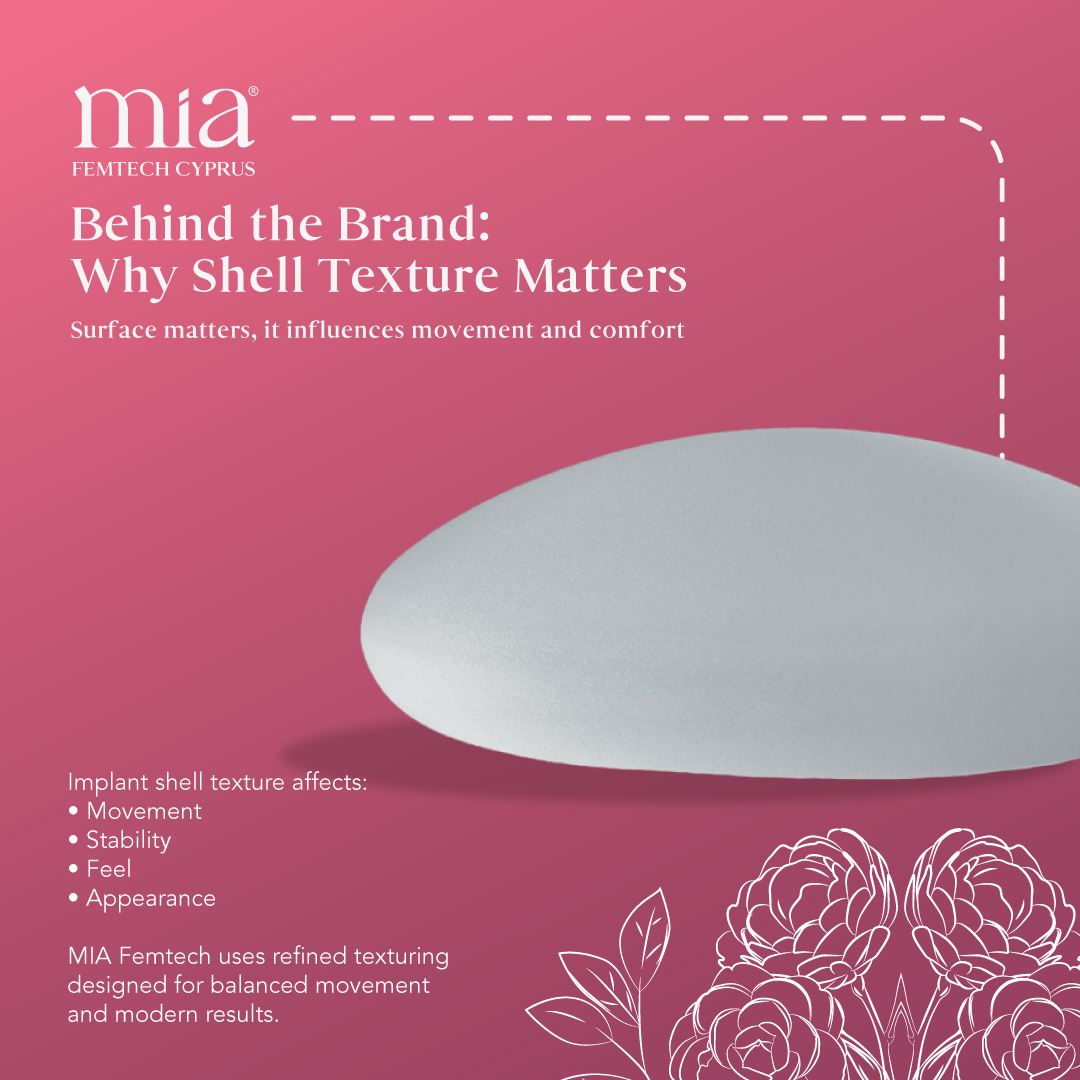 mia®
FEMTECH CYPRUS
Behind the Brand:
Why Shell Texture Matters
Surface matters, it influences movement and comfort
Implant shell texture affects:
• Movement
• Stability
• Feel
• Appearance
MIA Femtech uses refined texturing
designed for balanced movement
and modern results.